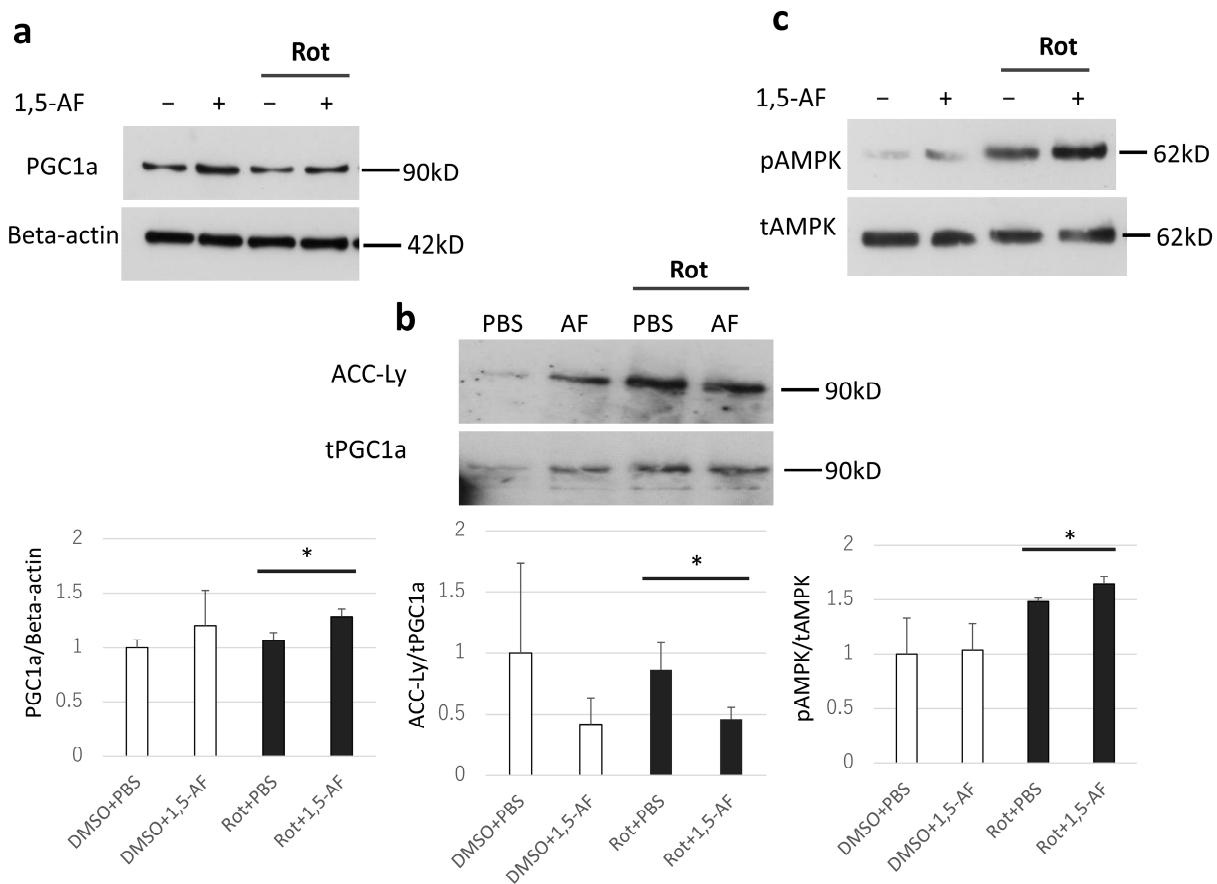 a
Rot
1,5-AF − + − +
PGC1a 90kD
Beta-actin 42kD
c
Rot
1,5-AF − + − +
pAMPK 62kD
tAMPK 62kD
b
Rot
PBS AF PBS AF
ACC-Ly 90kD
tPGC1a 90kD
PGC1a/Beta-actin
2
1.5
1
0.5
0
*
DMSO+PBS
DMSO+1,5-AF
Rot+PBS
Rot+1,5-AF
ACC-Ly/tPGC1a
2
1.5
1
0.5
0
*
DMSO+PBS
DMSO+1,5-AF
Rot+PBS
Rot+1,5-AF
pAMPK/tAMPK
2
1.5
1
0.5
0
*
DMSO+PBS
DMSO+1,5-AF
Rot+PBS
Rot+1,5-AF